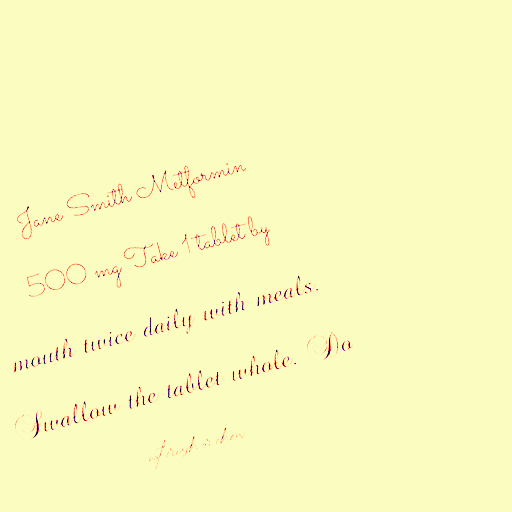 Jane Smith Metformin
500 mg Take 1 tablet by
mouth twice daily with meals.
Swallow the tablet whole. Do